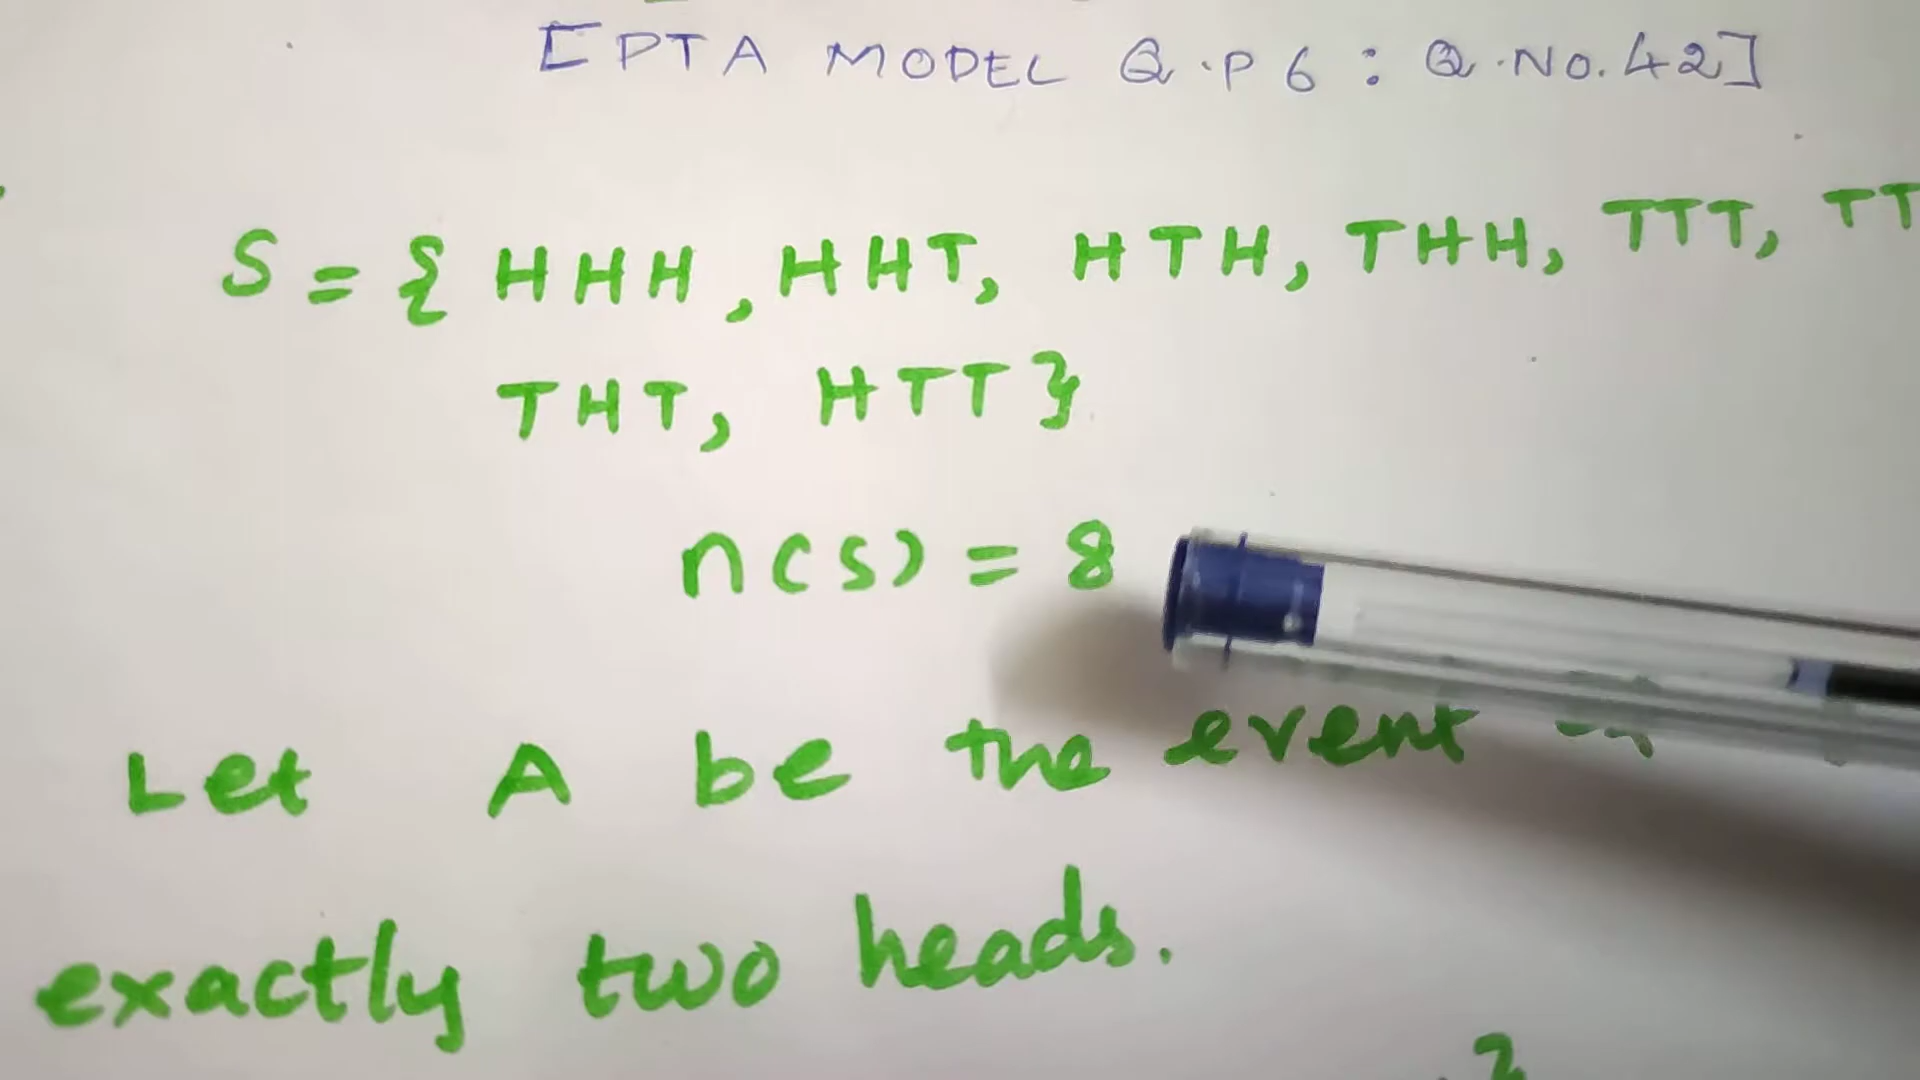 [PTA MODEL Q.P 6 : Q.NO.42]
S = { HHH, HHT, HTH, THH, TTT, TT
THT, HTT }
n(s) = 8
Let A be the event
exactly two heads.
}